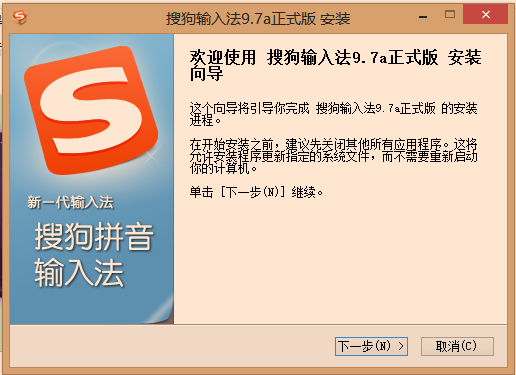 搜狗输入法9.7a正式版 安装
欢迎使用 搜狗输入法9.7a正式版 安装
向导
这个向导将引导你完成 搜狗输入法9.7a正式版 的安装
进程。
在开始安装之前，建议先关闭其他所有应用程序。这将
允许安装程序更新指定的系统文件，而不需要重新启动
你的计算机。
单击 [下一步(N)] 继续。
新一代输入法
搜狗拼音
输入法
下一步(N) >
取消(C)